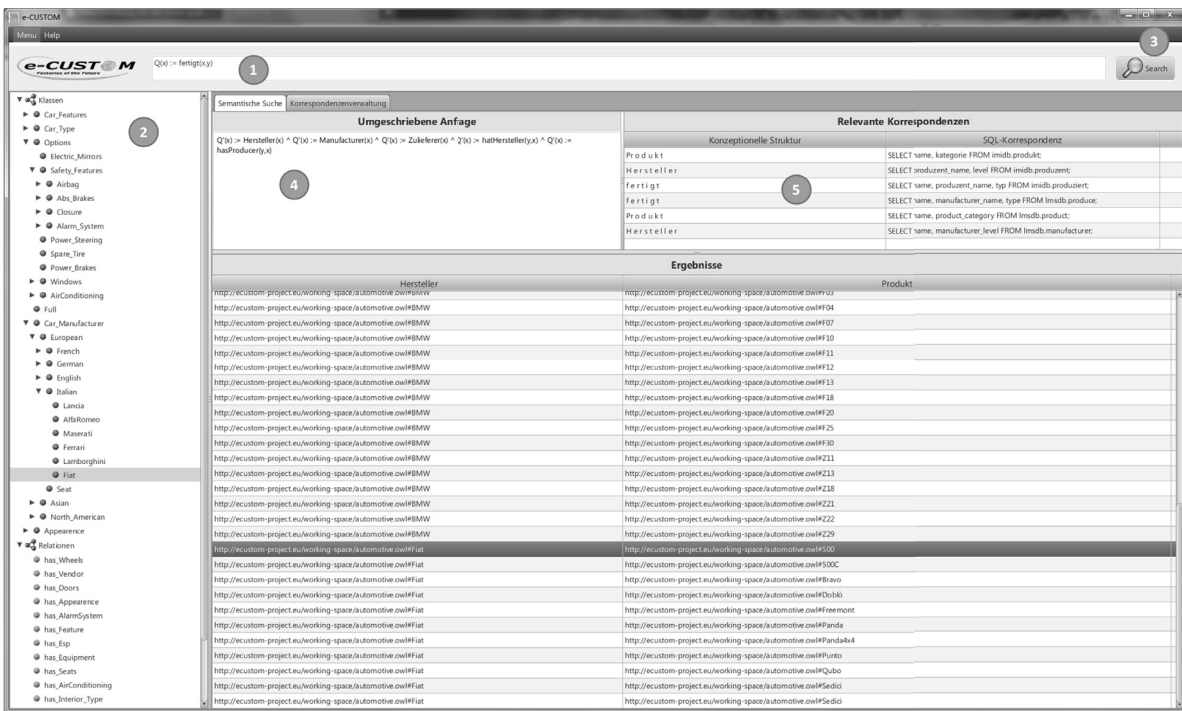 e-CUSTOM
Menu Help
e-CUSTOM
Factories of the Future
Q(x) := fertigt(x,y)
1
3
Search
Klassen
Car_Features
Car_Type
2
Options
Electric_Mirrors
Safety_Features
Airbag
Abs_Brakes
Closure
Alarm_System
Power_Steering
Spare_Tire
Power_Brakes
Windows
AirConditioning
Full
Car_Manufacturer
European
French
German
English
Italian
Lancia
AlfaRomeo
Maserati
Ferrari
Lamborghini
Fiat
Seat
Asian
North_American
Appearence
Relationen
has_Wheels
has_Vendor
has_Doors
has_Appearence
has_AlarmSystem
has_Feature
has_Esp
has_Equipment
has_Seats
has_AirConditioning
has_Interior_Type
Semantische Suche Korrespondenzenverwaltung
Umgeschriebene Anfage
Q'(x) := Hersteller(x) ^ Q'(x) := Manufacturer(x) ^ Q'(x) := Zulieferer(x) ^ Q'(x) := hatHersteller(y,x) ^ Q'(x) :=
hasProducer(y,x)
4
Relevante Korrespondenzen
Konzeptionelle Struktur SQL-Korrespondenz
Produkt SELECT name, kategorie FROM imidb.produkt;
Hersteller SELECT produzent_name, level FROM imidb.produzent;
fertigt SELECT name, produzent_name, typ FROM imidb.produziert;
5
fertigt SELECT name, manufacturer_name, type FROM lmsdb.produce;
Produkt SELECT name, product_category FROM lmsdb.product;
Hersteller SELECT name, manufacturer_level FROM lmsdb.manufacturer;
Ergebnisse
Hersteller Produkt
http://ecustom-project.eu/working-space/automotive.owl#BMW http://ecustom-project.eu/working-space/automotive.owl#F03
http://ecustom-project.eu/working-space/automotive.owl#BMW http://ecustom-project.eu/working-space/automotive.owl#F04
http://ecustom-project.eu/working-space/automotive.owl#BMW http://ecustom-project.eu/working-space/automotive.owl#F07
http://ecustom-project.eu/working-space/automotive.owl#BMW http://ecustom-project.eu/working-space/automotive.owl#F10
http://ecustom-project.eu/working-space/automotive.owl#BMW http://ecustom-project.eu/working-space/automotive.owl#F11
http://ecustom-project.eu/working-space/automotive.owl#BMW http://ecustom-project.eu/working-space/automotive.owl#F12
http://ecustom-project.eu/working-space/automotive.owl#BMW http://ecustom-project.eu/working-space/automotive.owl#F13
http://ecustom-project.eu/working-space/automotive.owl#BMW http://ecustom-project.eu/working-space/automotive.owl#F18
http://ecustom-project.eu/working-space/automotive.owl#BMW http://ecustom-project.eu/working-space/automotive.owl#F20
http://ecustom-project.eu/working-space/automotive.owl#BMW http://ecustom-project.eu/working-space/automotive.owl#F25
http://ecustom-project.eu/working-space/automotive.owl#BMW http://ecustom-project.eu/working-space/automotive.owl#F30
http://ecustom-project.eu/working-space/automotive.owl#BMW http://ecustom-project.eu/working-space/automotive.owl#Z11
http://ecustom-project.eu/working-space/automotive.owl#BMW http://ecustom-project.eu/working-space/automotive.owl#Z13
http://ecustom-project.eu/working-space/automotive.owl#BMW http://ecustom-project.eu/working-space/automotive.owl#Z18
http://ecustom-project.eu/working-space/automotive.owl#BMW http://ecustom-project.eu/working-space/automotive.owl#Z21
http://ecustom-project.eu/working-space/automotive.owl#BMW http://ecustom-project.eu/working-space/automotive.owl#Z22
http://ecustom-project.eu/working-space/automotive.owl#BMW http://ecustom-project.eu/working-space/automotive.owl#Z29
http://ecustom-project.eu/working-space/automotive.owl#Fiat http://ecustom-project.eu/working-space/automotive.owl#500
http://ecustom-project.eu/working-space/automotive.owl#Fiat http://ecustom-project.eu/working-space/automotive.owl#500C
http://ecustom-project.eu/working-space/automotive.owl#Fiat http://ecustom-project.eu/working-space/automotive.owl#Bravo
http://ecustom-project.eu/working-space/automotive.owl#Fiat http://ecustom-project.eu/working-space/automotive.owl#Doblò
http://ecustom-project.eu/working-space/automotive.owl#Fiat http://ecustom-project.eu/working-space/automotive.owl#Freemont
http://ecustom-project.eu/working-space/automotive.owl#Fiat http://ecustom-project.eu/working-space/automotive.owl#Panda
http://ecustom-project.eu/working-space/automotive.owl#Fiat http://ecustom-project.eu/working-space/automotive.owl#Panda4x4
http://ecustom-project.eu/working-space/automotive.owl#Fiat http://ecustom-project.eu/working-space/automotive.owl#Punto
http://ecustom-project.eu/working-space/automotive.owl#Fiat http://ecustom-project.eu/working-space/automotive.owl#Qubo
http://ecustom-project.eu/working-space/automotive.owl#Fiat http://ecustom-project.eu/working-space/automotive.owl#Sedici
http://ecustom-project.eu/working-space/automotive.owl#Fiat http://ecustom-project.eu/working-space/automotive.owl#Sedici